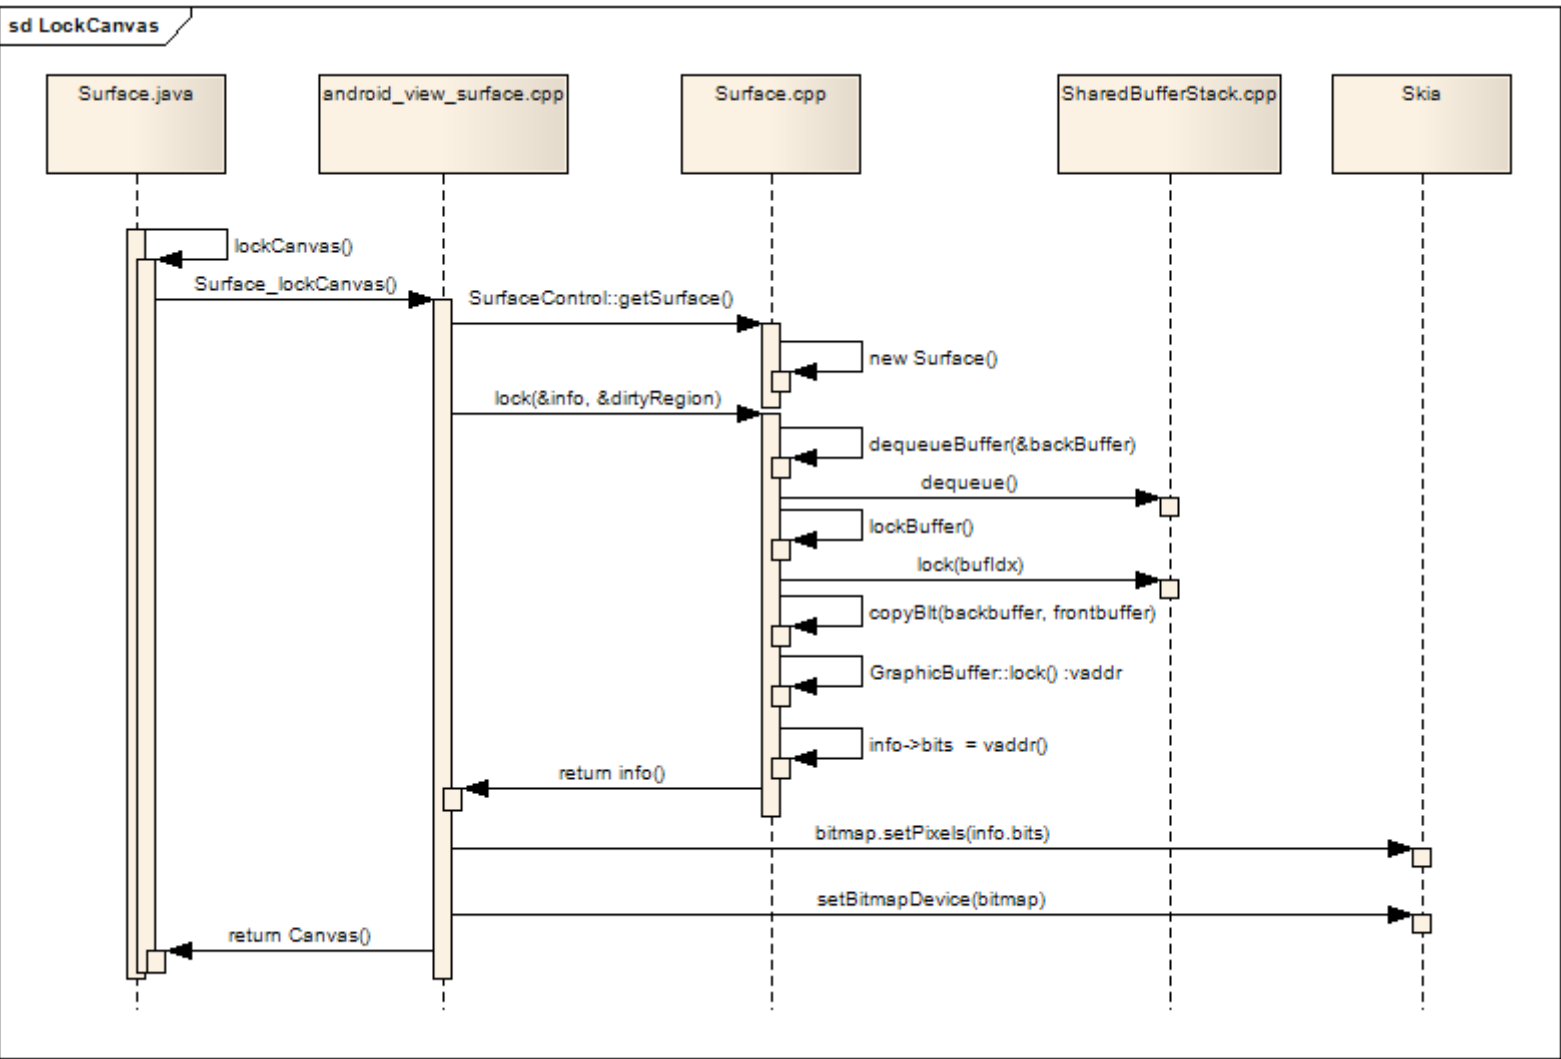 sd LockCanvas
Surface.java
android_view_surface.cpp
Surface.cpp
SharedBufferStack.cpp
Skia
lockCanvas()
Surface_lockCanvas()
SurfaceControl::getSurface()
new Surface()
lock(&info, &dirtyRegion)
dequeueBuffer(&backBuffer)
dequeue()
lockBuffer()
lock(bufIdx)
copyBlt(backbuffer, frontbuffer)
GraphicBuffer::lock() :vaddr
info->bits  = vaddr()
return info()
bitmap.setPixels(info.bits)
setBitmapDevice(bitmap)
return Canvas()